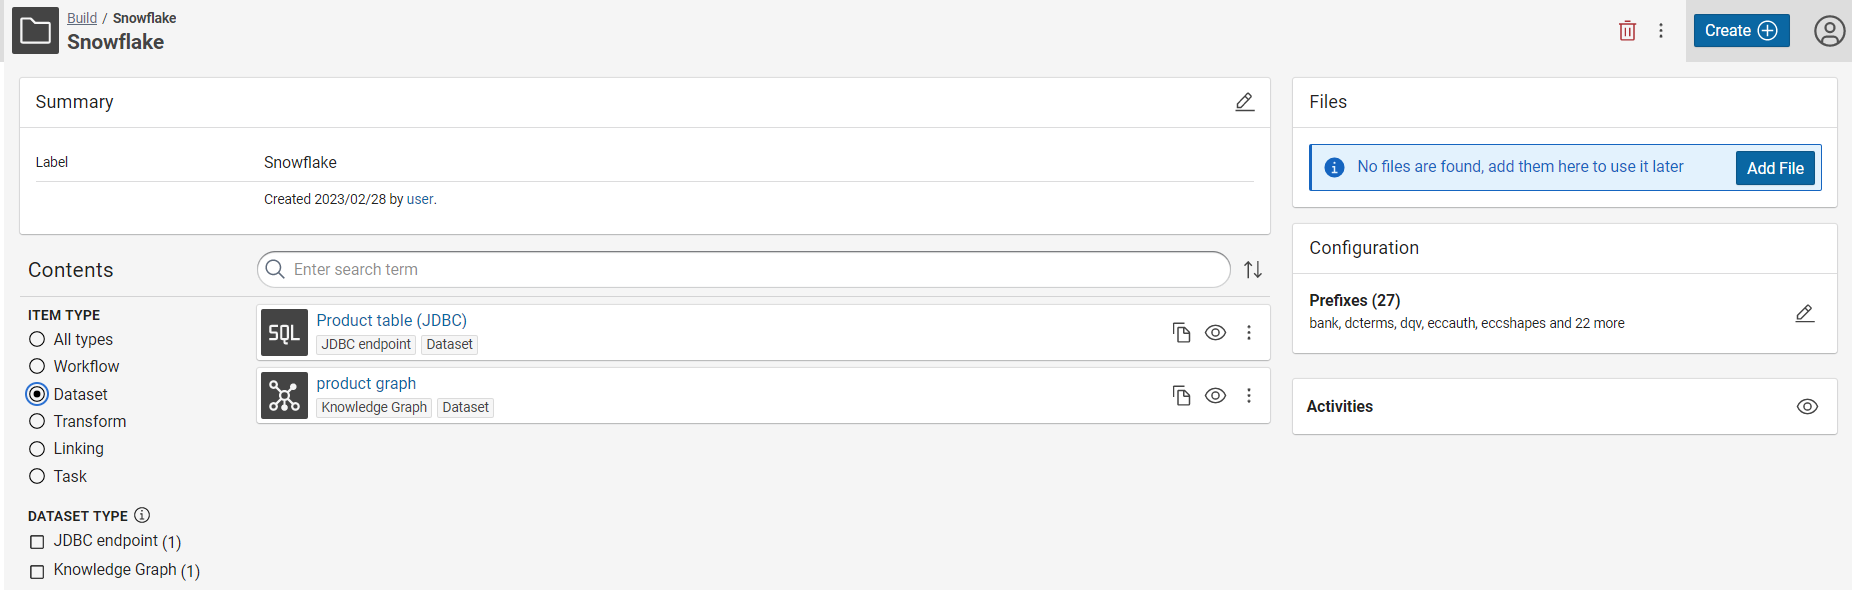 Build / Snowflake
Snowflake
Create
Summary
Label
Snowflake
Created 2023/02/28 by user.
Contents
Enter search term
ITEM TYPE
All types
Workflow
Dataset
Transform
Linking
Task
DATASET TYPE
JDBC endpoint (1)
Knowledge Graph (1)
SQL
Product table (JDBC)
JDBC endpoint Dataset
product graph
Knowledge Graph Dataset
Files
No files are found, add them here to use it later
Add File
Configuration
Prefixes (27)
bank, dcterms, dqv, eccauth, eccshapes and 22 more
Activities